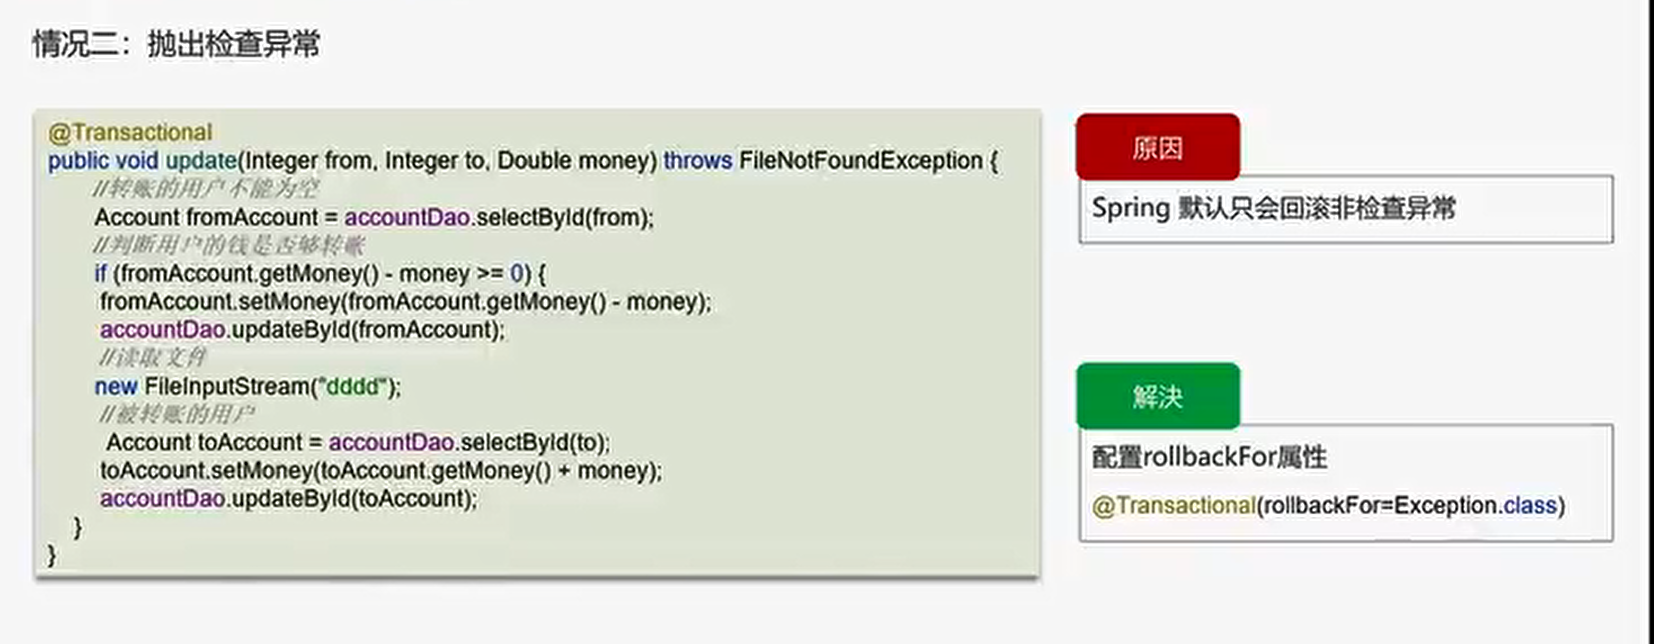 情况二：抛出检查异常
@Transactional
public void update(Integer from, Integer to, Double money) throws FileNotFoundException {
//转账的用户不能为空
Account fromAccount = accountDao.selectById(from);
//判断用户的钱是否够转账
if (fromAccount.getMoney() - money >= 0) {
fromAccount.setMoney(fromAccount.getMoney() - money);
accountDao.updateById(fromAccount);
//读取文件
new FileInputStream("dddd");
//被转账的用户
Account toAccount = accountDao.selectById(to);
toAccount.setMoney(toAccount.getMoney() + money);
accountDao.updateById(toAccount);
}
}
原因
Spring 默认只会回滚非检查异常
解决
配置rollbackFor属性
@Transactional(rollbackFor=Exception.class)